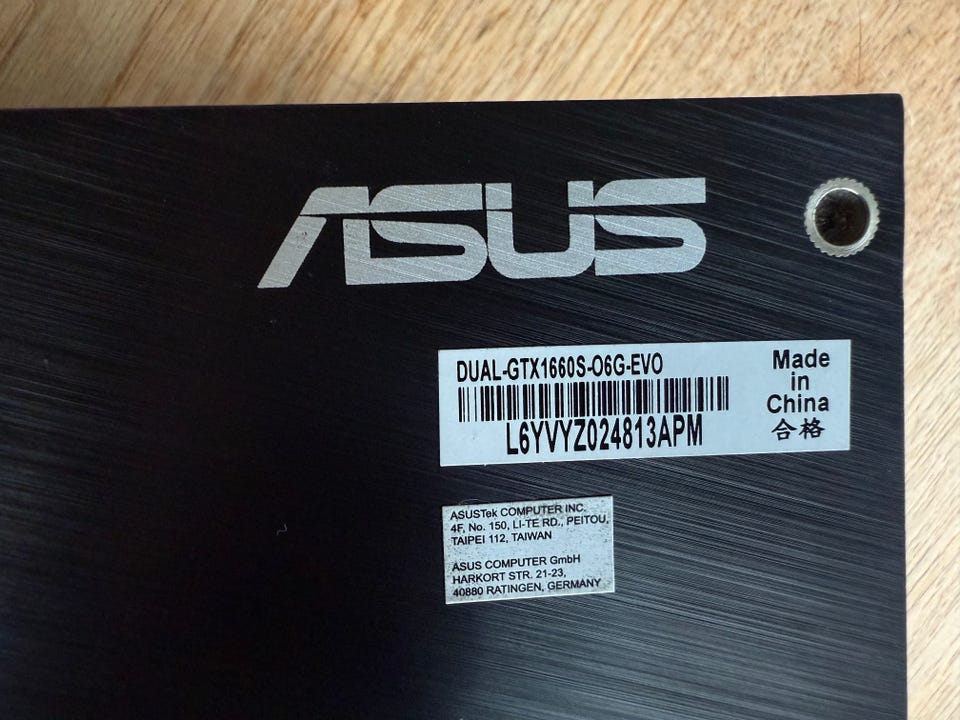 ASUS
DUAL-GTX1660S-O6G-EVO
L6YVYZ024813APM
Made
in
China
合格
ASUSTek COMPUTER INC.
4F, No. 150, LI-TE RD., PEITOU,
TAIPEI 112, TAIWAN
ASUS COMPUTER GmbH
HARKORT STR. 21-23,
40880 RATINGEN, GERMANY